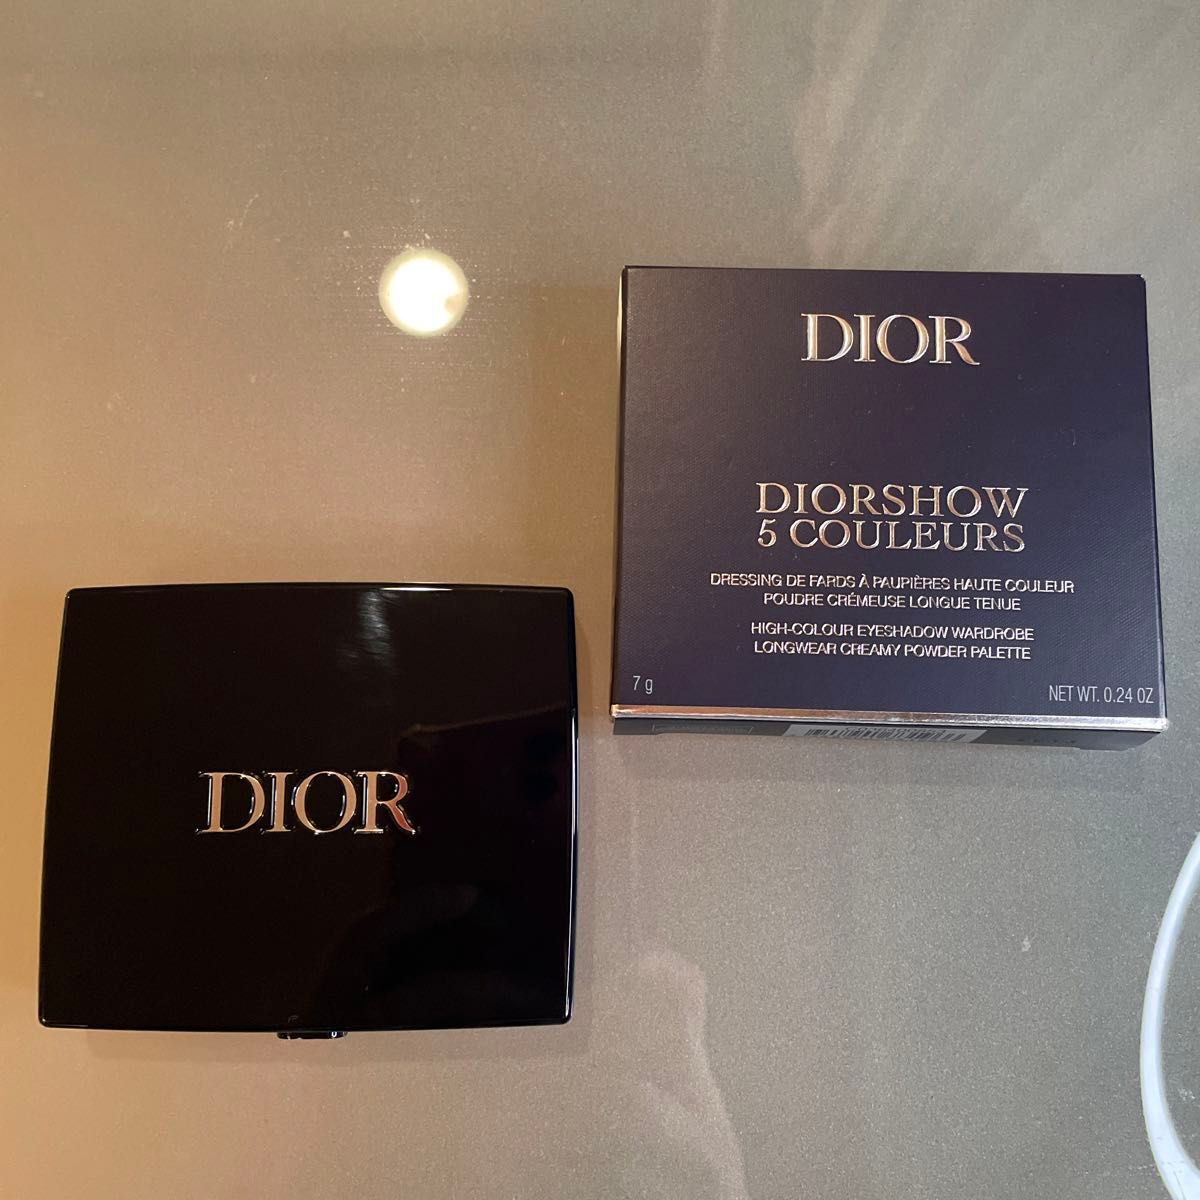 DIOR
DIORSHOW
5 COULEURS
DRESSING DE FARDS À PAUPIÈRES HAUTE COULEUR
POUDRE CRÉMEUSE LONGUE TENUE
HIGH-COLOUR EYESHADOW WARDROBE
LONGWEAR CREAMY POWDER PALETTE
7 g
NET WT. 0.24 OZ
DIOR